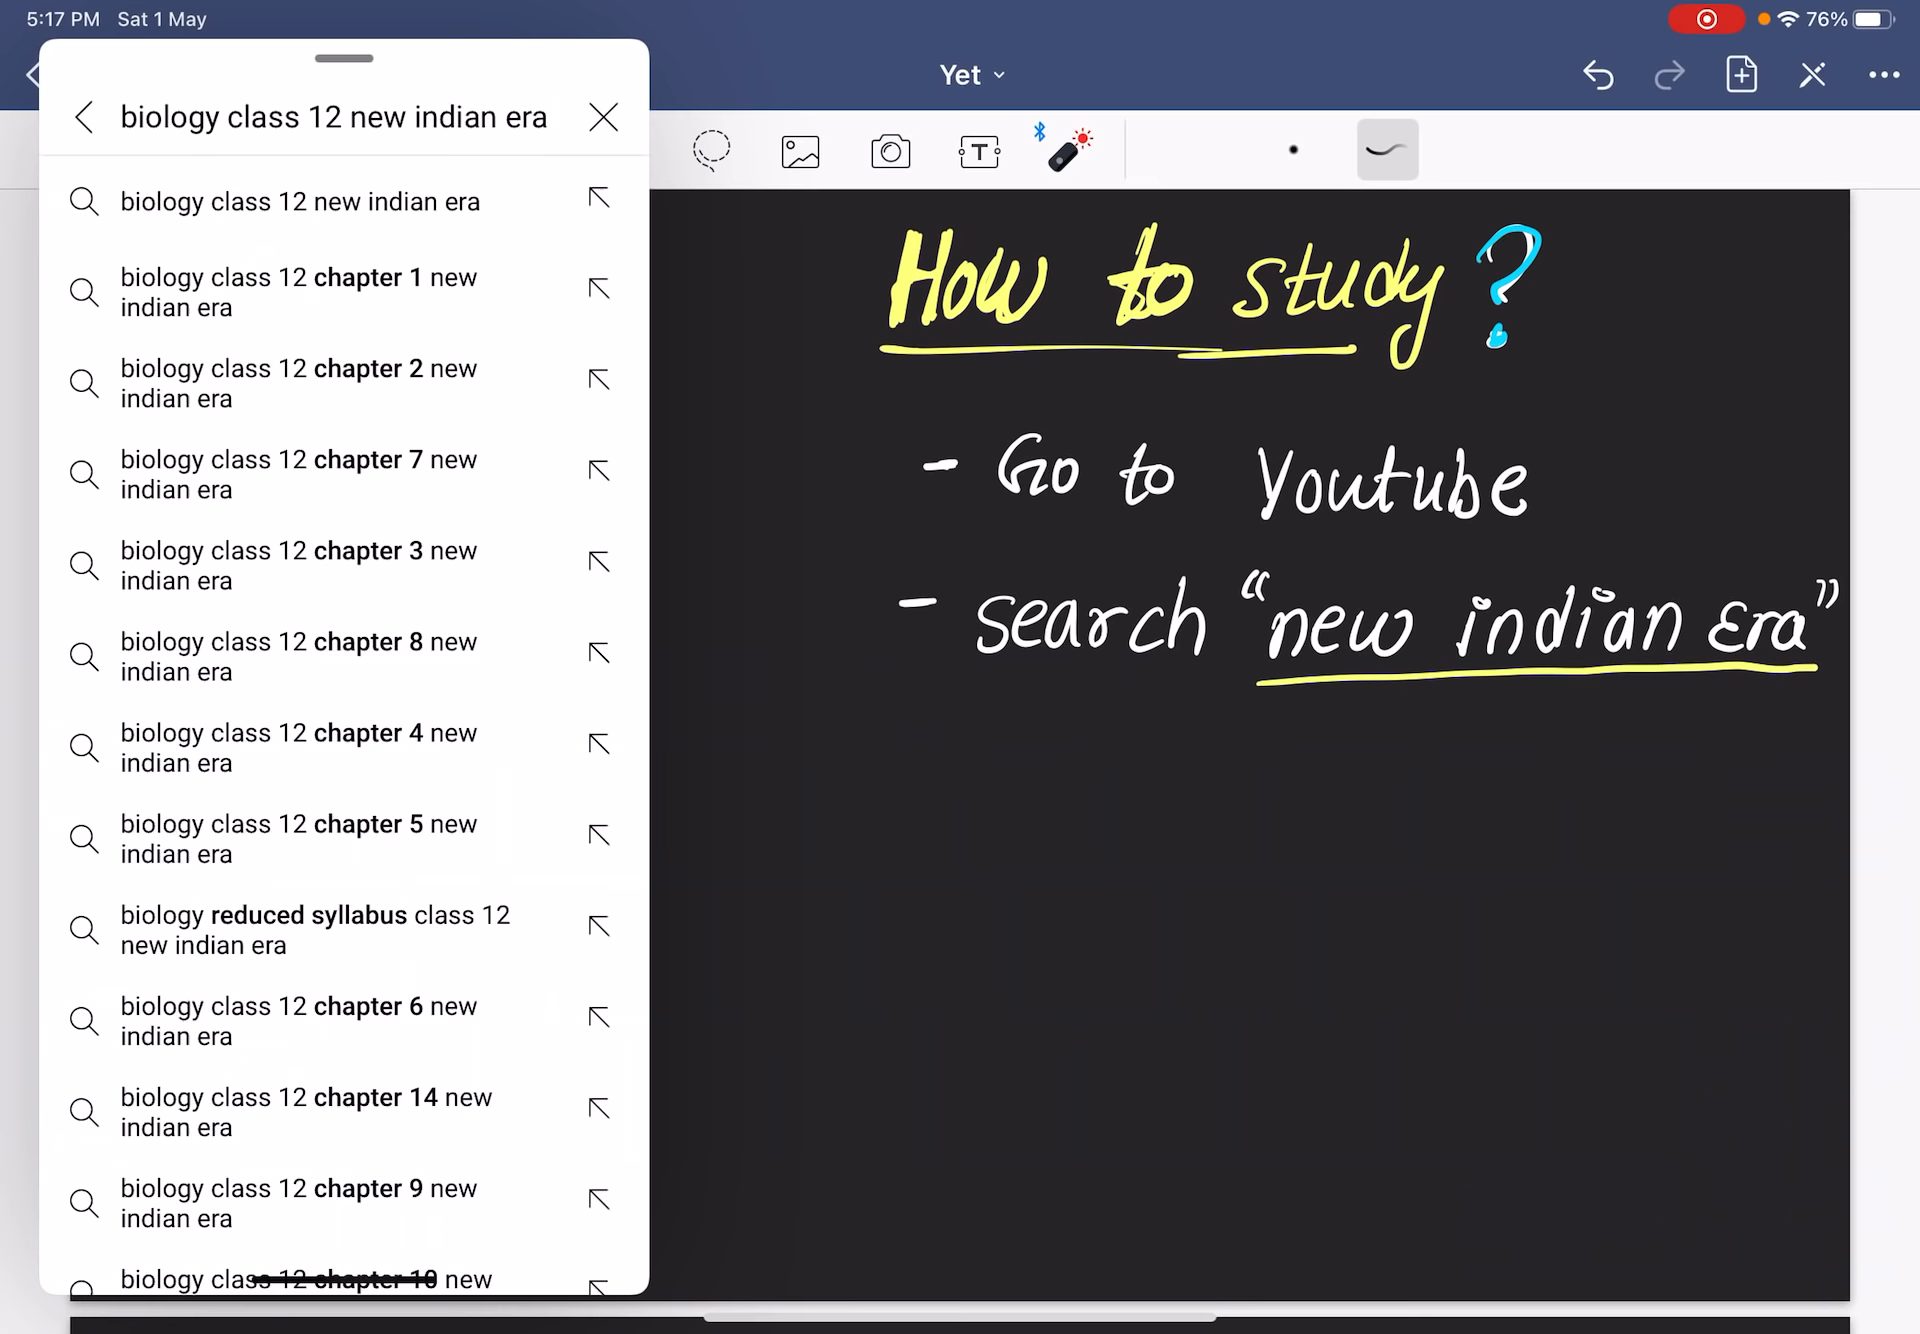 5:17 PM Sat 1 May
76%
Yet
biology class 12 new indian era
biology class 12 new indian era
biology class 12 chapter 1 new
indian era
biology class 12 chapter 2 new
indian era
biology class 12 chapter 7 new
indian era
biology class 12 chapter 3 new
indian era
biology class 12 chapter 8 new
indian era
biology class 12 chapter 4 new
indian era
biology class 12 chapter 5 new
indian era
biology reduced syllabus class 12
new indian era
biology class 12 chapter 6 new
indian era
biology class 12 chapter 14 new
indian era
biology class 12 chapter 9 new
indian era
biology class 12 chapter 10 new
T
How to study ?
- Go to Youtube
- search "new indian Era"